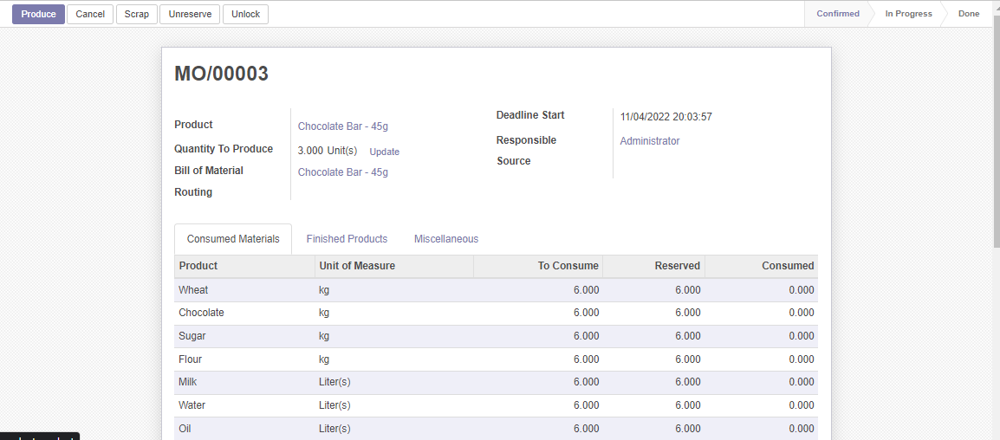 Produce Cancel Scrap Unreserve Unlock Confirmed In Progress Done
MO/00003
Product Chocolate Bar - 45g
Quantity To Produce 3.000 Unit(s) Update
Bill of Material Chocolate Bar - 45g
Routing
Deadline Start 11/04/2022 20:03:57
Responsible Administrator
Source
Consumed Materials Finished Products Miscellaneous
Product Unit of Measure To Consume Reserved Consumed
Wheat kg 6.000 6.000 0.000
Chocolate kg 6.000 6.000 0.000
Sugar kg 6.000 6.000 0.000
Flour kg 6.000 6.000 0.000
Milk Liter(s) 6.000 6.000 0.000
Water Liter(s) 6.000 6.000 0.000
Oil Liter(s) 6.000 6.000 0.000